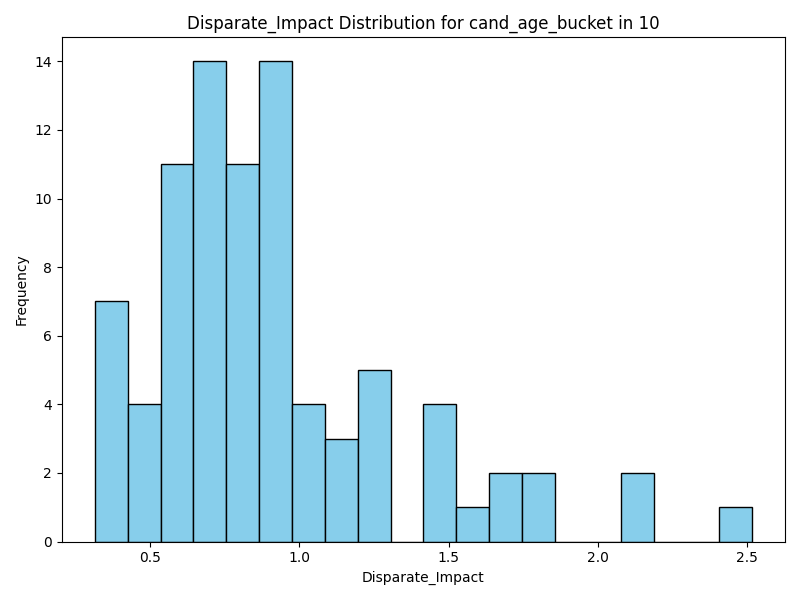 Disparate_Impact Distribution for cand_age_bucket in 10
14
12
10
8
6
4
2
0
Frequency
0.5 1.0 1.5 2.0 2.5
Disparate_Impact